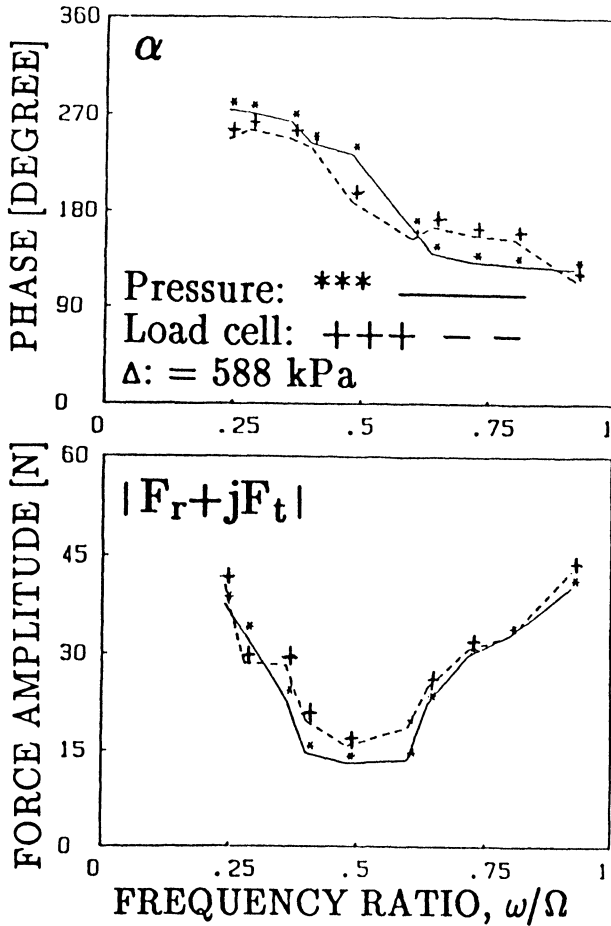 360
α
270
180
90
0
PHASE [DEGREE]
Pressure: ***
Load cell: +++ – –
Δ: = 588 kPa
0 .25 .5 .75 1
60
|Fr+jFt|
45
30
15
0
FORCE AMPLITUDE [N]
0 .25 .5 .75 1
FREQUENCY RATIO, ω/Ω